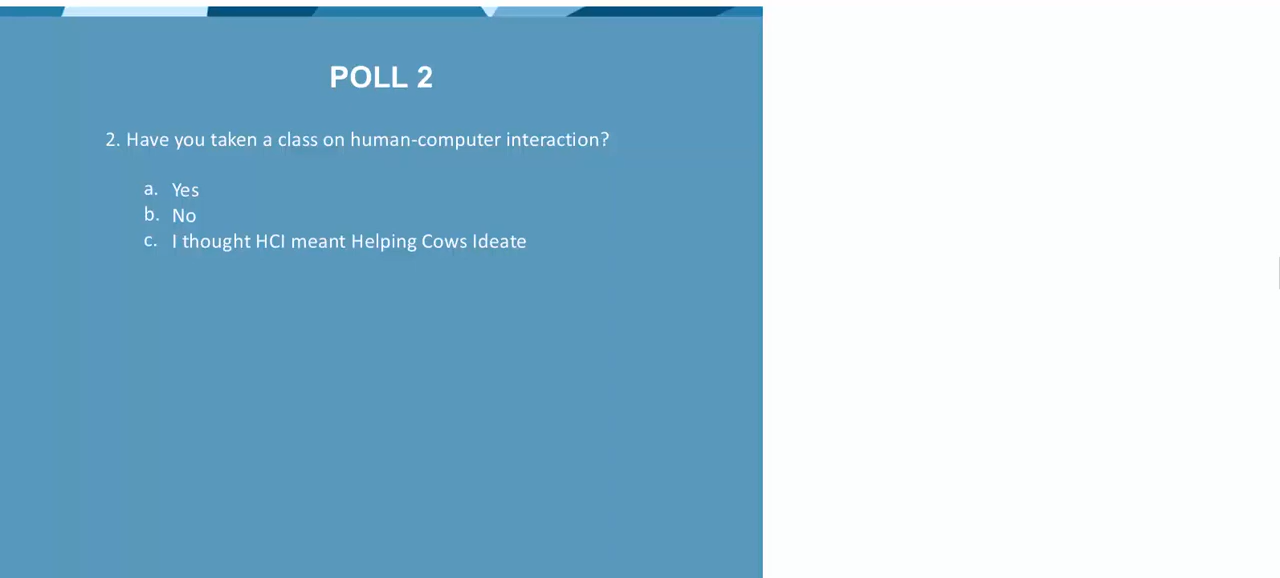 POLL 2
2. Have you taken a class on human-computer interaction?
a. Yes
b. No
c. I thought HCI meant Helping Cows Ideate